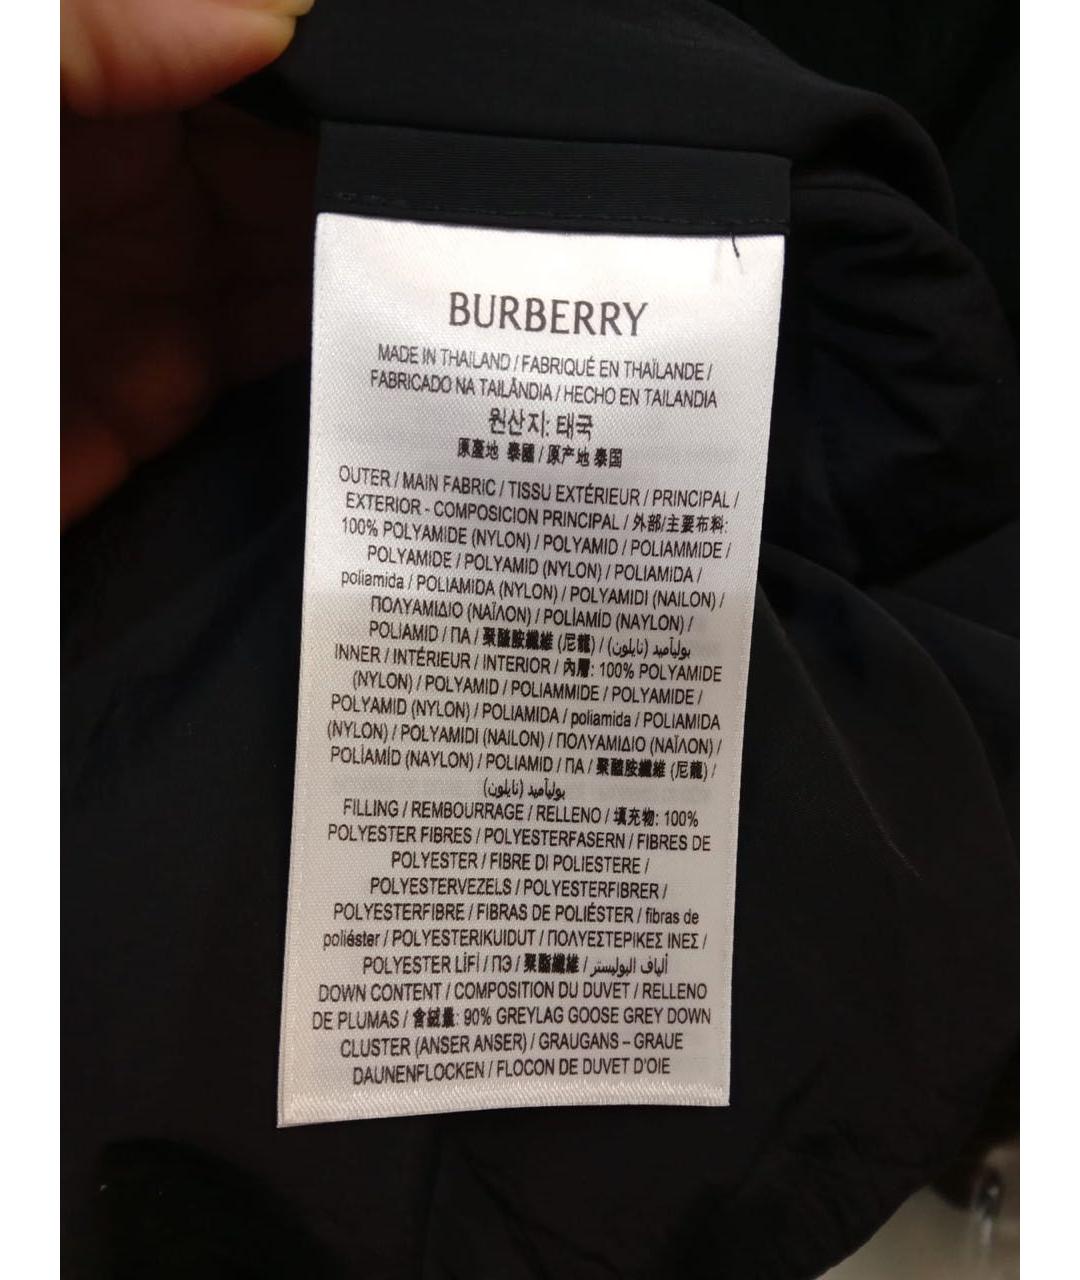 BURBERRY
MADE IN THAILAND / FABRIQUÉ EN THAÏLANDE /
FABRICADO NA TAILÂNDIA / HECHO EN TAILANDIA
원산지: 태국
原產地 泰國 / 原产地 泰国
OUTER / MAIN FABRIC / TISSU EXTÉRIEUR / PRINCIPAL /
EXTERIOR - COMPOSICION PRINCIPAL / 外部/主要布料:
100% POLYAMIDE (NYLON) / POLYAMID / POLIAMMIDE /
POLYAMIDE / POLYAMID (NYLON) / POLIAMIDA /
poliamida / POLIAMIDA (NYLON) / POLYAMIDI (NAILON) /
ΠΟΛΥΑΜΙΔΙΟ (ΝΑΪΛΟΝ) / POLİAMİD (NAYLON) /
POLIAMID / ПА / 聚醯胺纖維 (尼龍) / بوليآميد (نايلون) /
INNER / INTÉRIEUR / INTERIOR / 內層: 100% POLYAMIDE
(NYLON) / POLYAMID / POLIAMMIDE / POLYAMIDE /
POLYAMID (NYLON) / POLIAMIDA / poliamida / POLIAMIDA
(NYLON) / POLYAMIDI (NAILON) / ΠΟΛΥΑΜΙΔΙΟ (ΝΑΪΛΟΝ) /
POLİAMİD (NAYLON) / POLIAMID / ПА / 聚醯胺纖維 (尼龍) /
بوليآميد (نايلون)
FILLING / REMBOURRAGE / RELLENO / 填充物: 100%
POLYESTER FIBRES / POLYESTERFASERN / FIBRES DE
POLYESTER / FIBRE DI POLIESTERE /
POLYESTERVEZELS / POLYESTERFIBRER /
POLYESTERFIBRE / FIBRAS DE POLIÉSTER / fibras de
poliéster / POLYESTERIKUIDUT / ΠΟΛΥΕΣΤΕΡΙΚΕΣ ΙΝΕΣ /
POLYESTER LİFİ / ПЭ / 聚酯纖維 / ألياف البوليستر
DOWN CONTENT / COMPOSITION DU DUVET / RELLENO
DE PLUMAS / 含絨量: 90% GREYLAG GOOSE GREY DOWN
CLUSTER (ANSER ANSER) / GRAUGANS – GRAUE
DAUNENFLOCKEN / FLOCON DE DUVET D'OIE